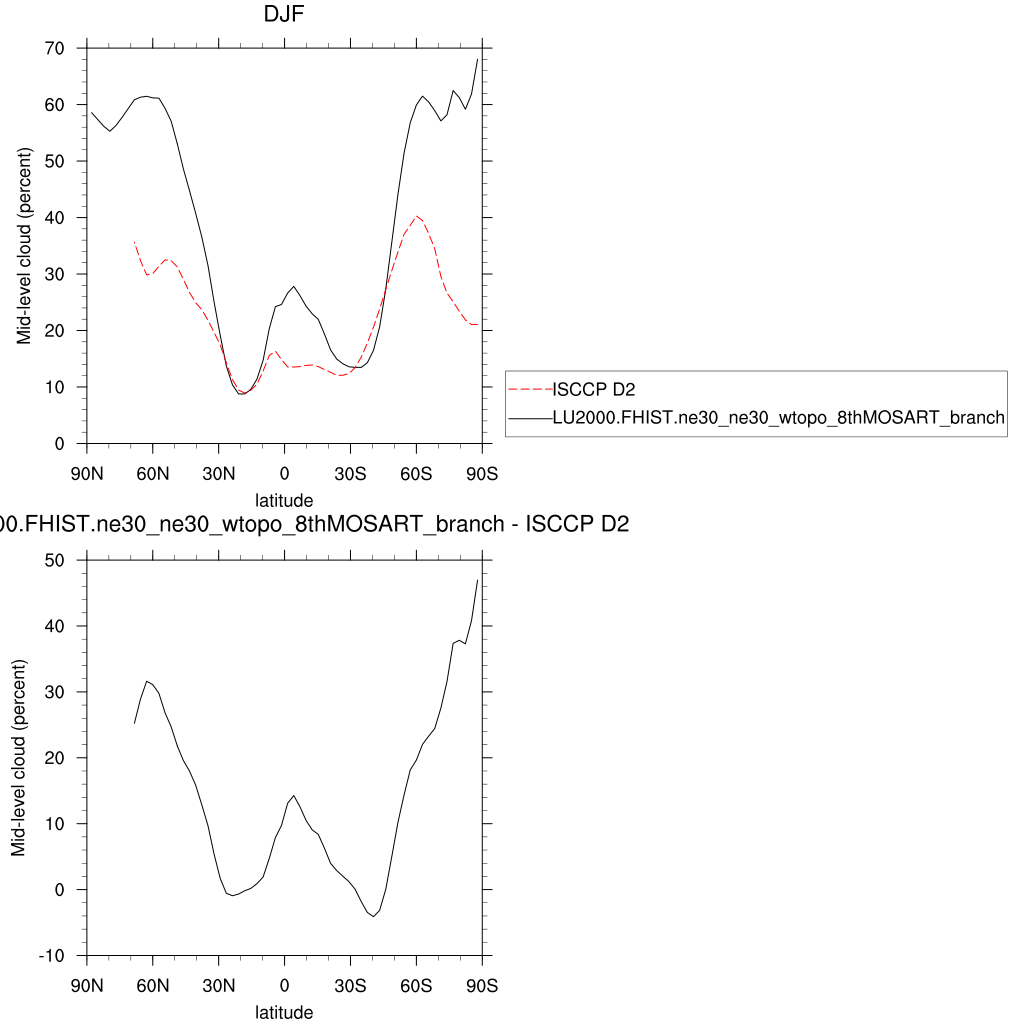 DJF
70
60
50
40
30
20
10
0
Mid-level cloud (percent)
90N 60N 30N 0 30S 60S 90S
latitude
ISCCP D2
LU2000.FHIST.ne30_ne30_wtopo_8thMOSART_branch
00.FHIST.ne30_ne30_wtopo_8thMOSART_branch - ISCCP D2
50
40
30
20
10
0
-10
Mid-level cloud (percent)
90N 60N 30N 0 30S 60S 90S
latitude